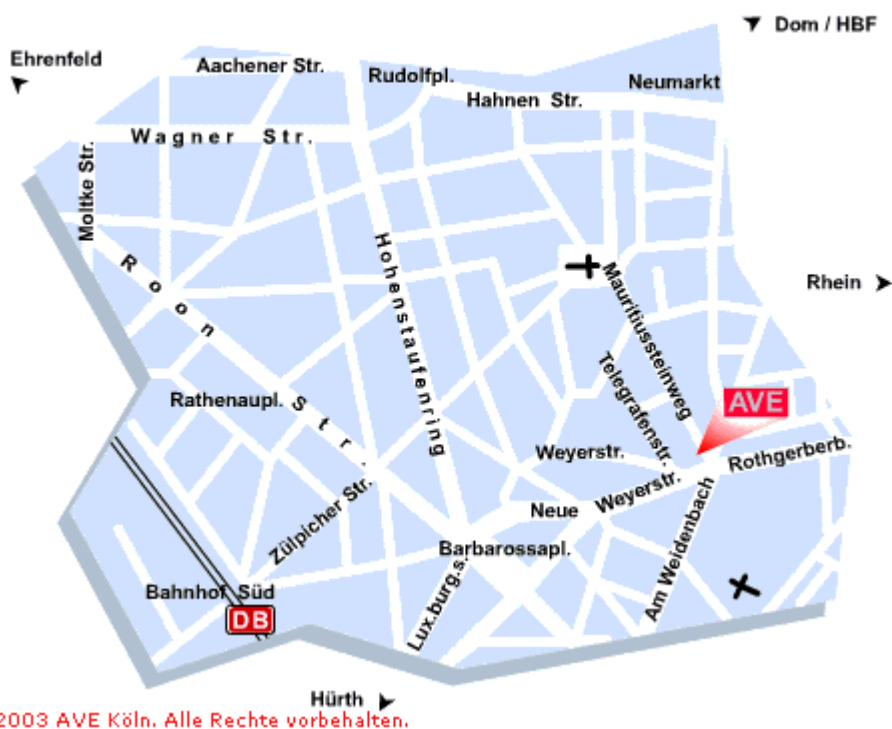 Dom / HBF
Ehrenfeld
Aachener Str.
Rudolfpl.
Neumarkt
Hahnen Str.
Wagner Str.
Moltke Str.
Roon Str.
Hohenstaufenring
Mauritiussteinweg
Rhein
Telegrafenstr.
Rathenaupl.
AVE
Weyerstr.
Rothgerberb.
Zülpicher Str.
Neue Weyerstr.
Am Weidenbach
Barbarossapl.
Lux.burg.s.
Bahnhof Süd
DB
Hürth
2003 AVE Köln. Alle Rechte vorbehalten.